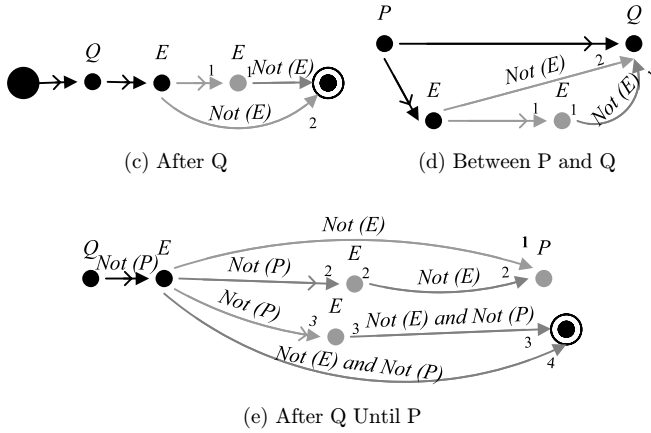 P
Q
Q
E
E
1
1
Not (E)
Not (E)
2
Not (E)
2
E
E
1
1
Not (E)
(c) After Q
(d) Between P and Q
Not (E)
1
P
Q
Not (P)
E
Not (P)
2
E
2
Not (E)
2
Not (P)
3
E
3
Not (E) and Not (P)
3
Not (E) and Not (P)
4
(e) After Q Until P